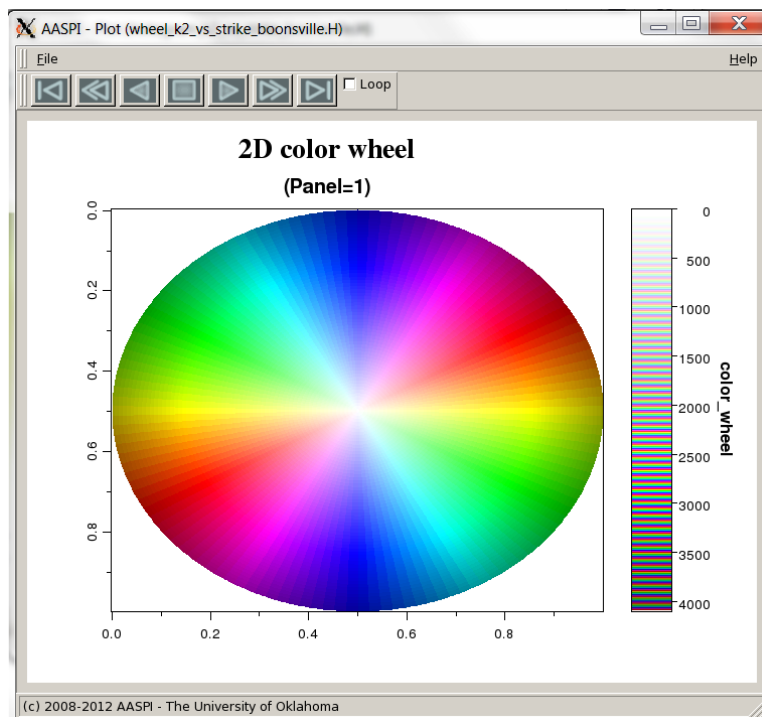 AASPI - Plot (wheel_k2_vs_strike_boonsville.H)
File Help
Loop
2D color wheel
(Panel=1)
0.0
0.2
0.4
0.6
0.8
0.0 0.2 0.4 0.6 0.8
0
500
1000
1500
2000
2500
3000
3500
4000
color_wheel
(c) 2008-2012 AASPI - The University of Oklahoma